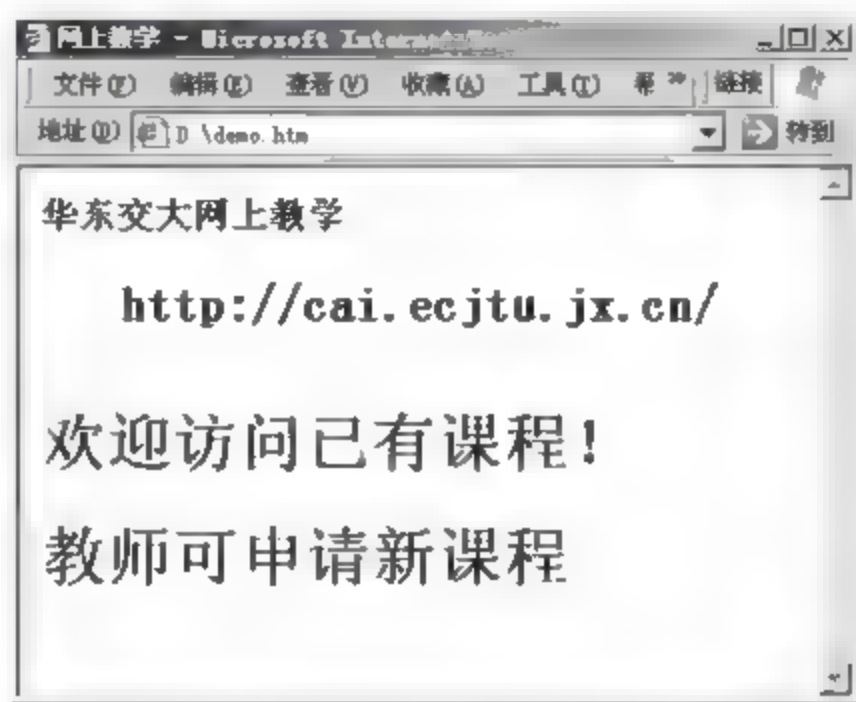 网上教学 - Microsoft Internet
文件(F) 编辑(E) 查看(V) 收藏(A) 工具(T) 帮 » 链接
地址(D) D \demo.htm 转到
华东交大网上教学
http://cai.ecjtu.jx.cn/
欢迎访问已有课程!
教师可申请新课程